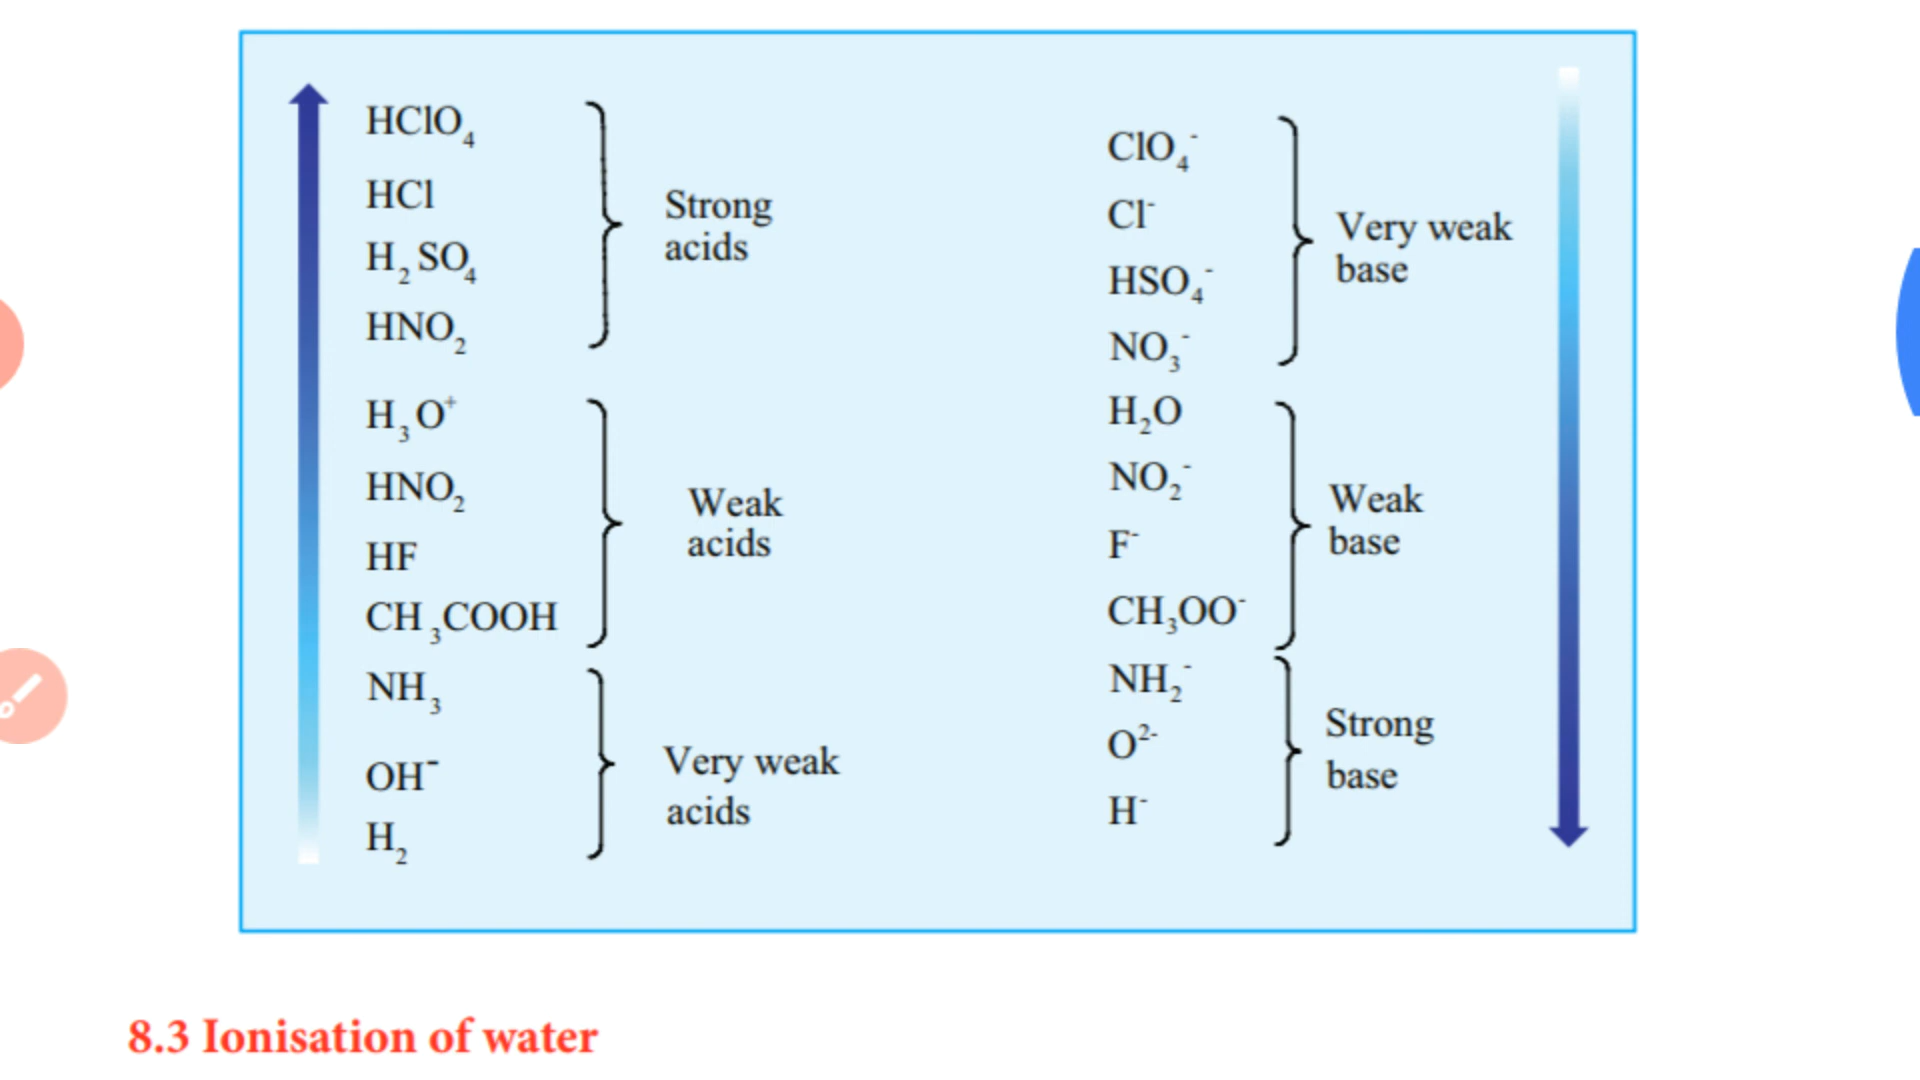 HClO₄
HCl
H₂SO₄
HNO₂
Strong
acids
H₃O⁺
HNO₂
HF
CH₃COOH
Weak
acids
NH₃
OH⁻
H₂
Very weak
acids
ClO₄⁻
Cl⁻
HSO₄⁻
NO₃⁻
Very weak
base
H₂O
NO₂⁻
F⁻
CH₃OO⁻
Weak
base
NH₂⁻
O²⁻
H⁻
Strong
base
8.3 Ionisation of water